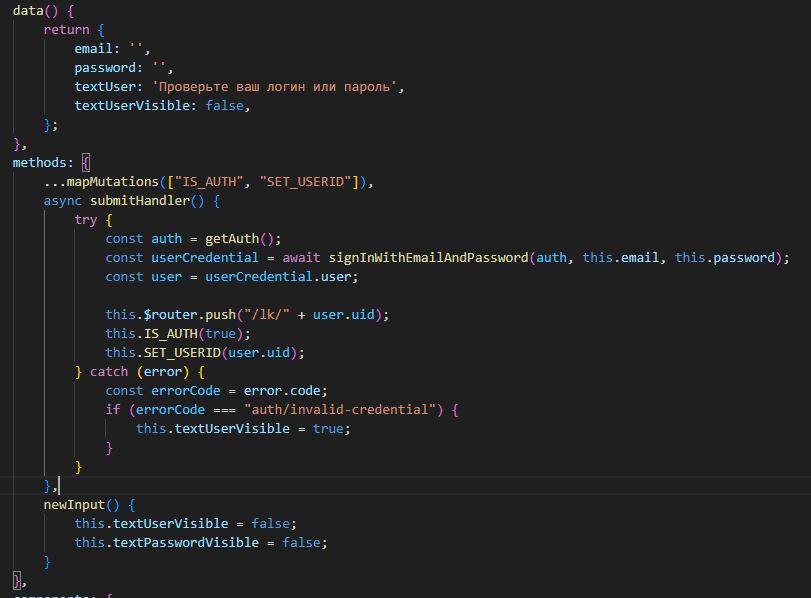 data() {
    return {
        email: '',
        password: '',
        textUser: 'Проверьте ваш логин или пароль',
        textUserVisible: false,
    };
},
methods: {
    ...mapMutations(["IS_AUTH", "SET_USERID"]),
    async submitHandler() {
        try {
            const auth = getAuth();
            const userCredential = await signInWithEmailAndPassword(auth, this.email, this.password);
            const user = userCredential.user;

            this.$router.push("/lk/" + user.uid);
            this.IS_AUTH(true);
            this.SET_USERID(user.uid);
        } catch (error) {
            const errorCode = error.code;
            if (errorCode === "auth/invalid-credential") {
                this.textUserVisible = true;
            }
        }
    },
    newInput() {
        this.textUserVisible = false;
        this.textPasswordVisible = false;
    }
},